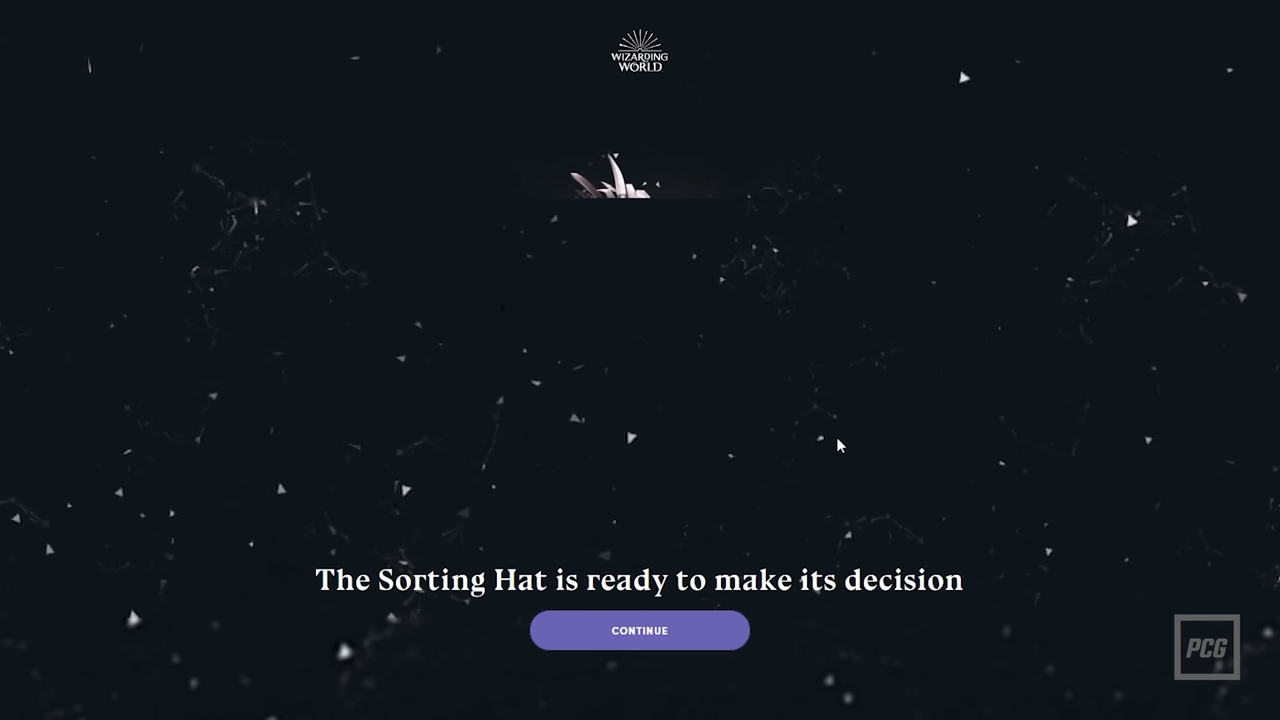 WIZARDING
WORLD
The Sorting Hat is ready to make its decision
CONTINUE
PCG